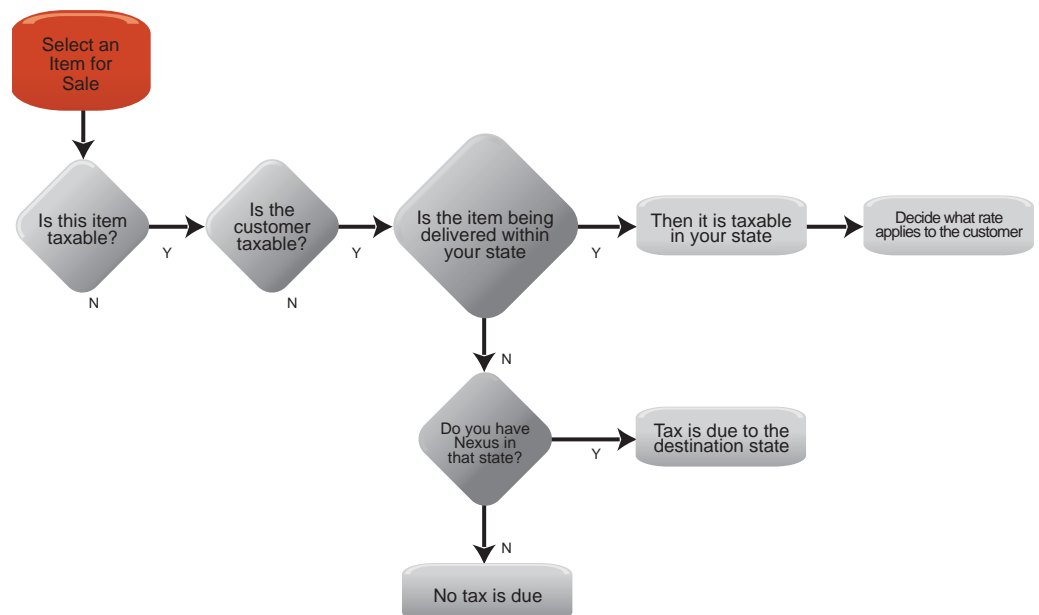 Select an
Item for
Sale
Is this item
taxable?
Y
N
Is the
customer
taxable?
Y
N
Is the item being
delivered within
your state
Y
N
Then it is taxable
in your state
Decide what rate
applies to the customer
Do you have
Nexus in
that state?
Y
N
Tax is due to the
destination state
No tax is due